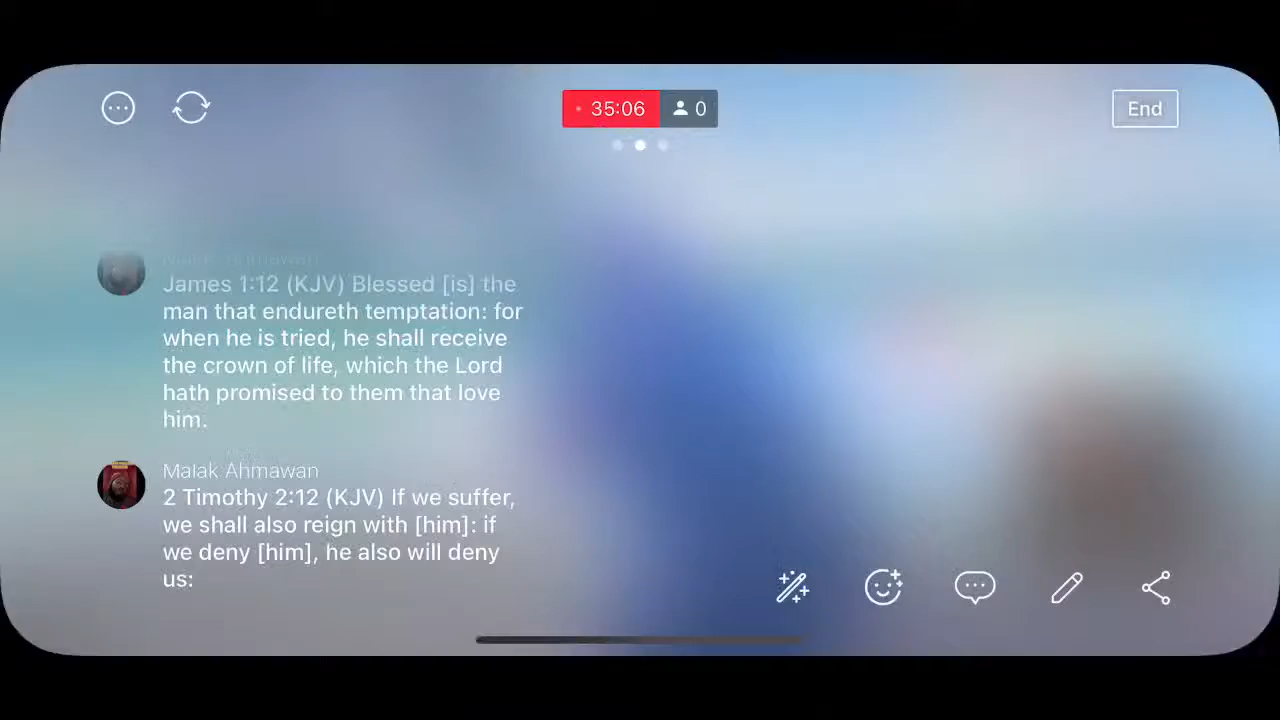 35:06
0
End
Malak Ahmawan
James 1:12 (KJV) Blessed [is] the
man that endureth temptation: for
when he is tried, he shall receive
the crown of life, which the Lord
hath promised to them that love
him.
Malak Ahmawan
2 Timothy 2:12 (KJV) If we suffer,
we shall also reign with [him]: if
we deny [him], he also will deny
us: